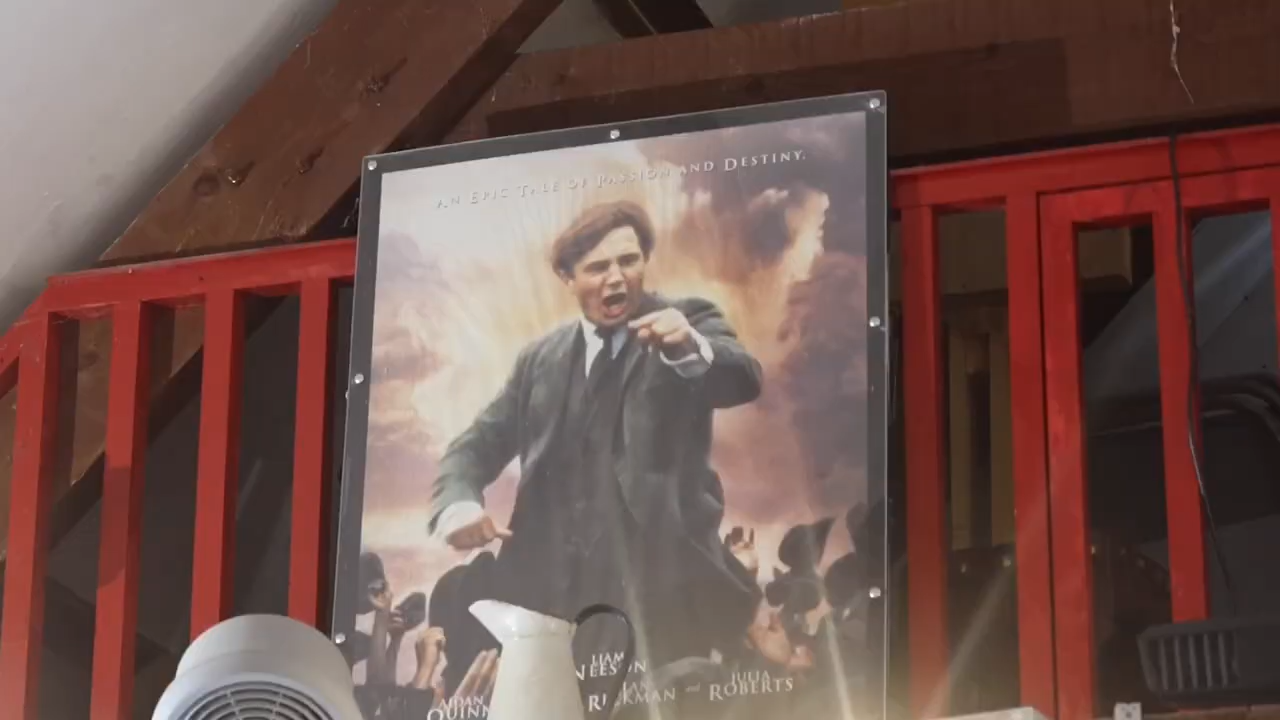 AN EPIC TALE OF PASSION AND DESTINY.
LIAM
NEESON
AIDAN
QUINN
RICKMAN and JULIA
ROBERTS